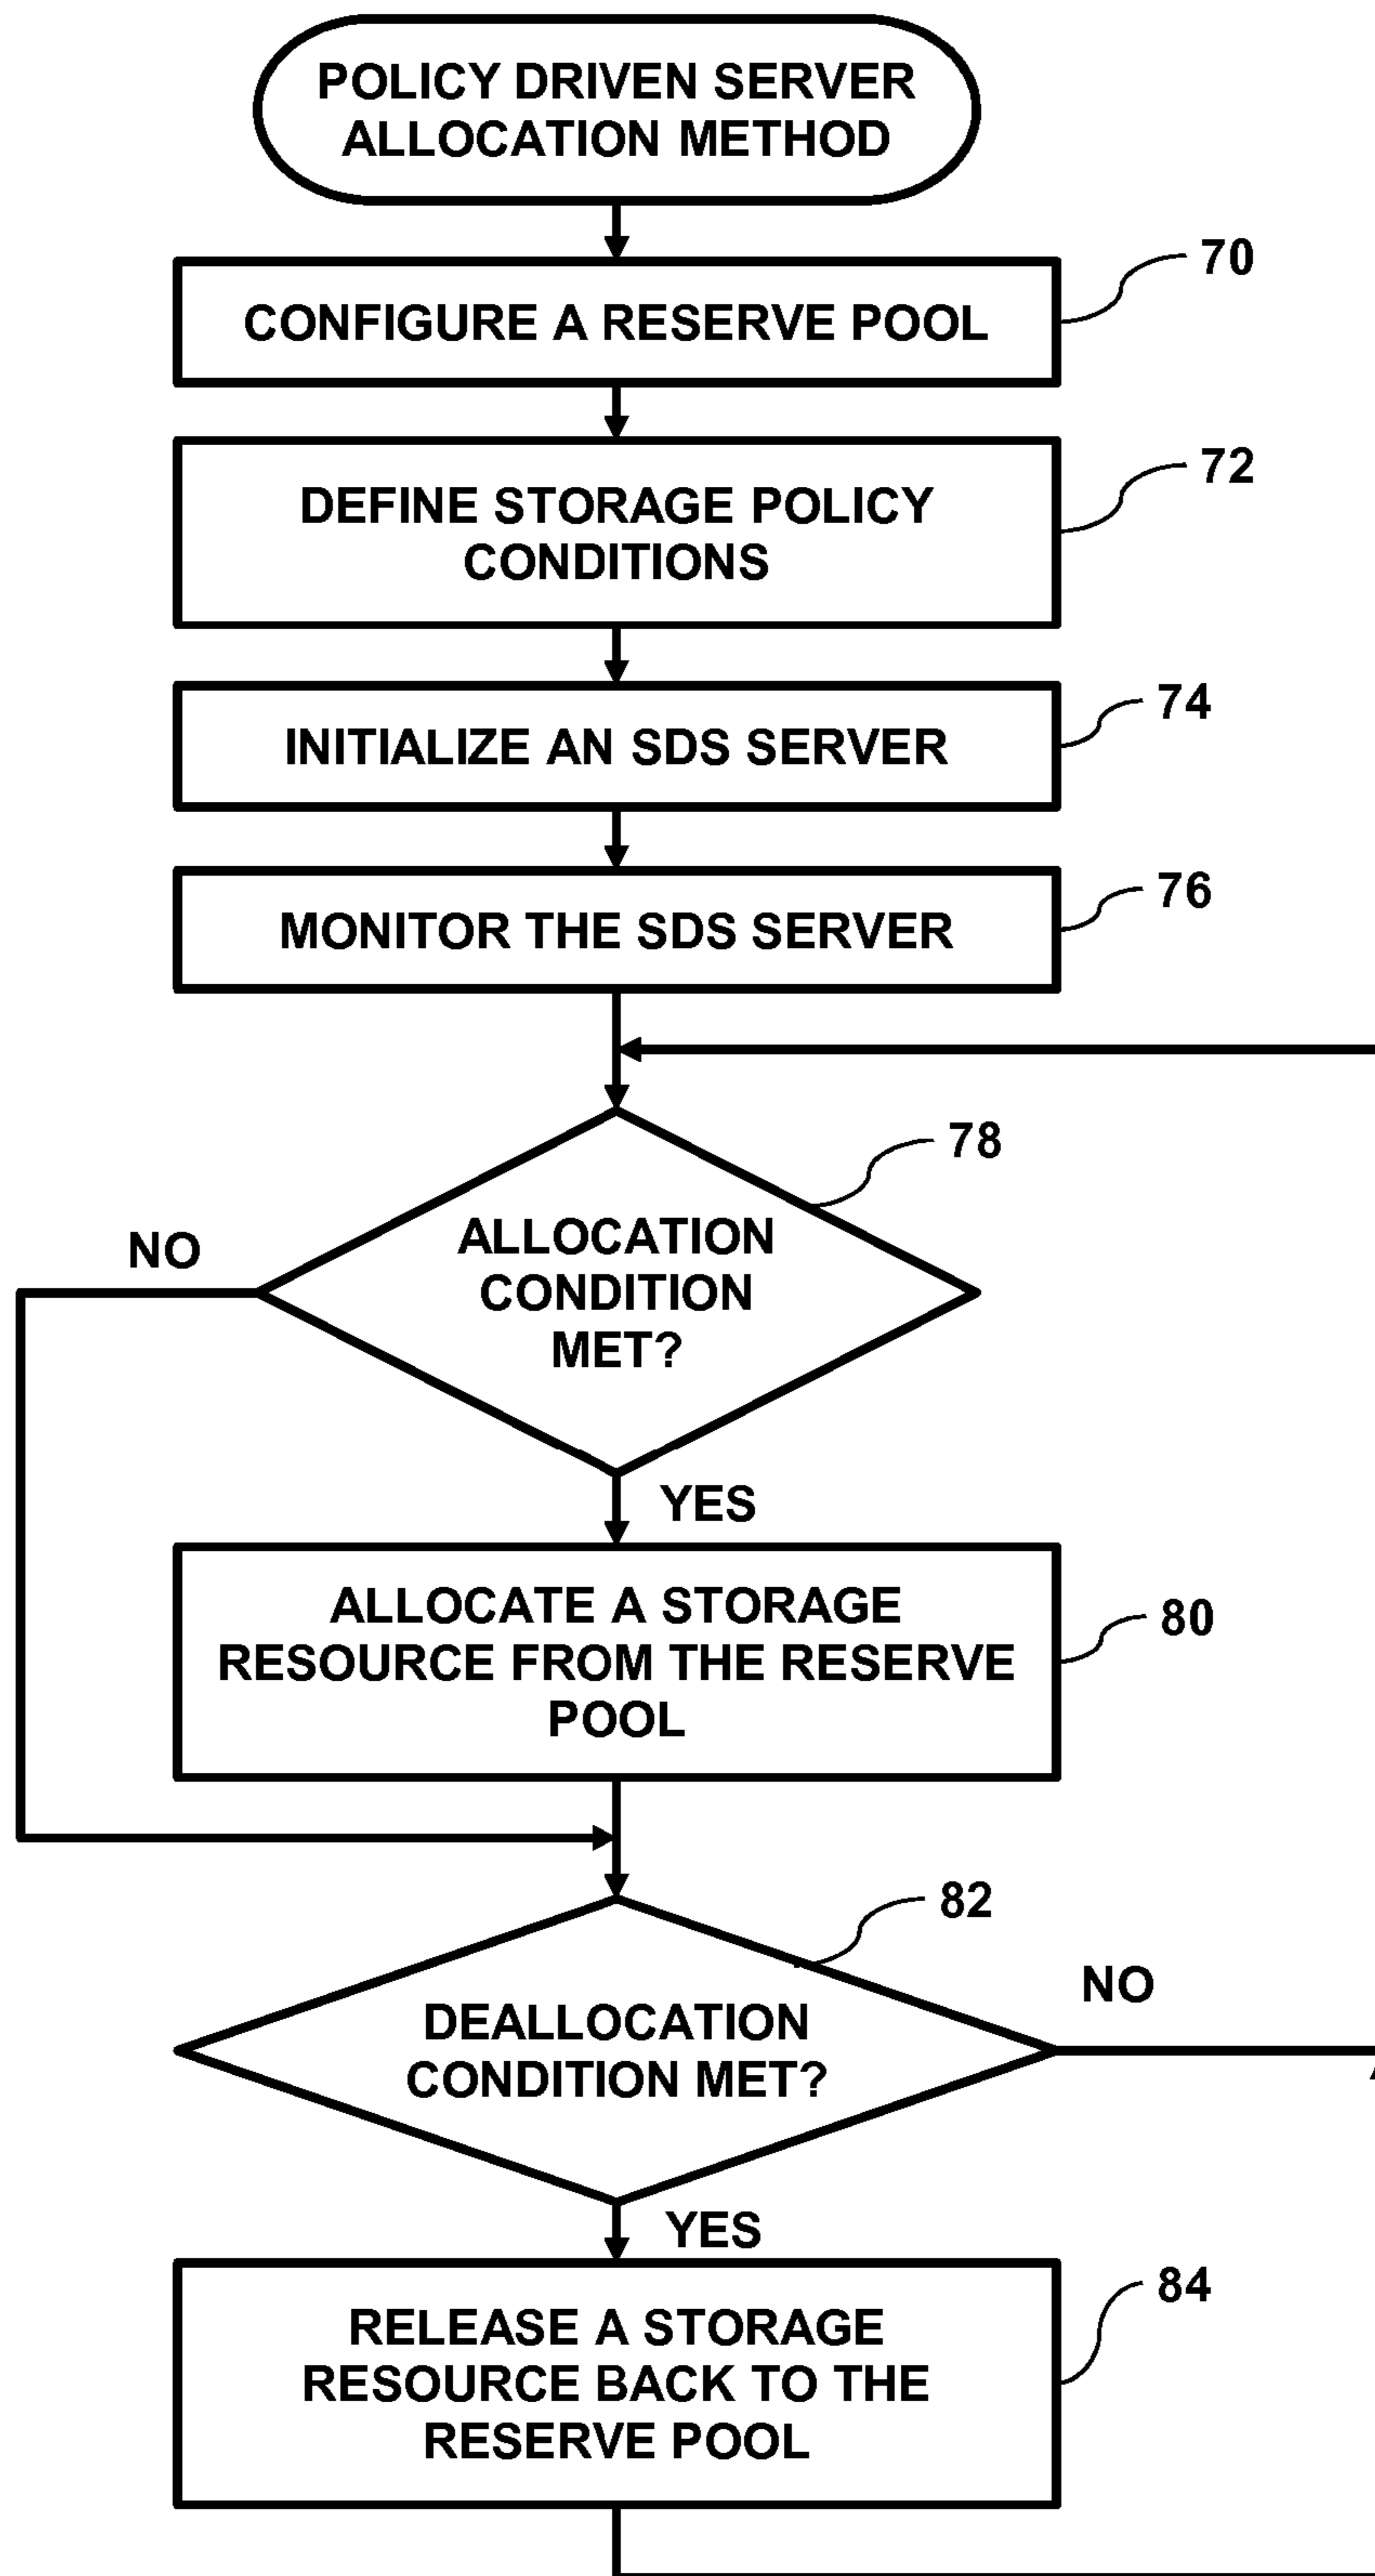 POLICY DRIVEN SERVER
ALLOCATION METHOD
70
CONFIGURE A RESERVE POOL
72
DEFINE STORAGE POLICY
CONDITIONS
74
INITIALIZE AN SDS SERVER
76
MONITOR THE SDS SERVER
78
NO
ALLOCATION
CONDITION
MET?
YES
ALLOCATE A STORAGE
RESOURCE FROM THE RESERVE
POOL
80
82
NO
DEALLOCATION
CONDITION MET?
YES
84
RELEASE A STORAGE
RESOURCE BACK TO THE
RESERVE POOL